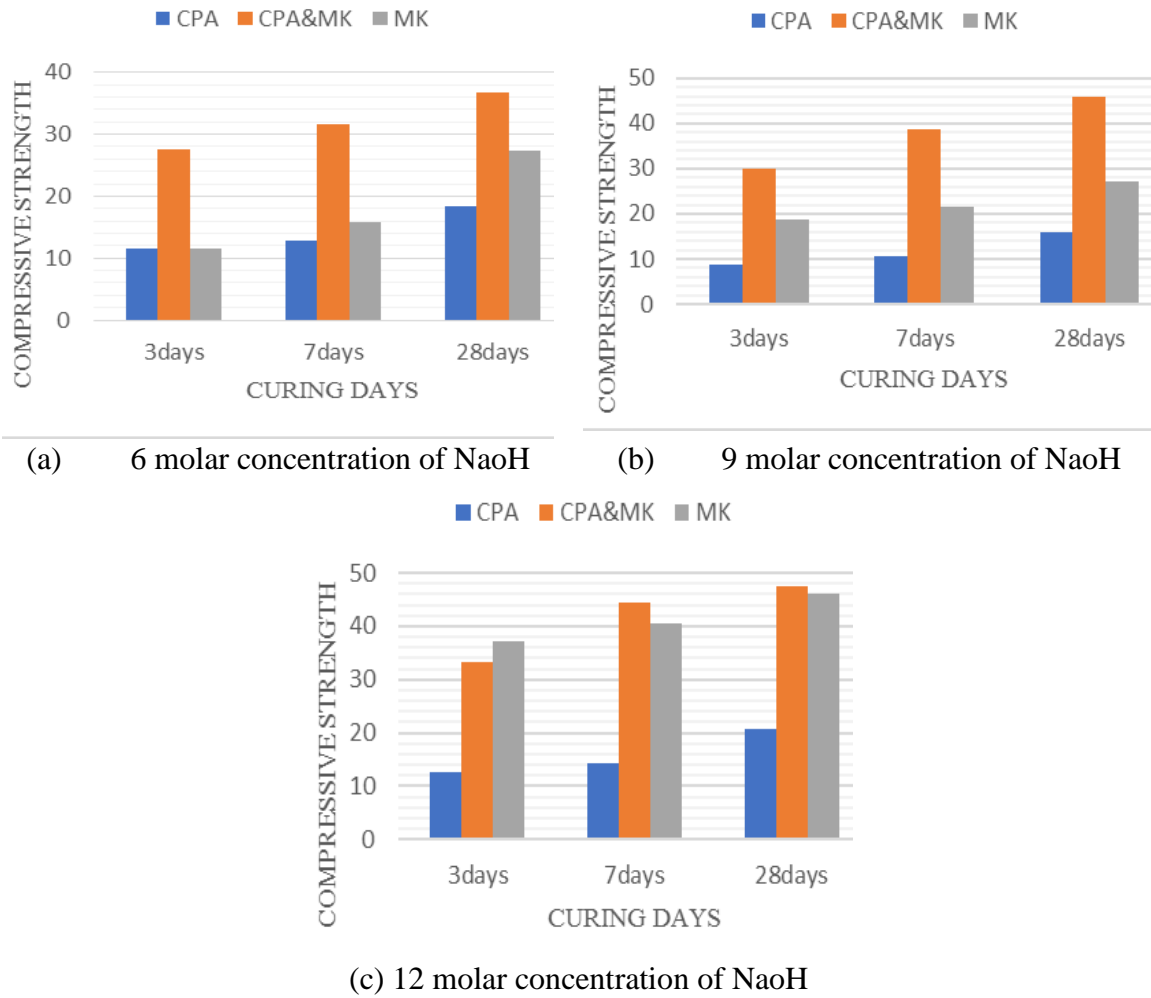 CPA CPA&MK MK
COMPRESSIVE STRENGTH
40
30
20
10
0
3days 7days 28days
CURING DAYS
(a) 6 molar concentration of NaoH
CPA CPA&MK MK
COMPRESSIVE STRENGTH
50
40
30
20
10
0
3days 7days 28days
CURING DAYS
(b) 9 molar concentration of NaoH
CPA CPA&MK MK
COMPRESSIVE STRENGTH
50
40
30
20
10
0
3days 7days 28days
CURING DAYS
(c) 12 molar concentration of NaoH